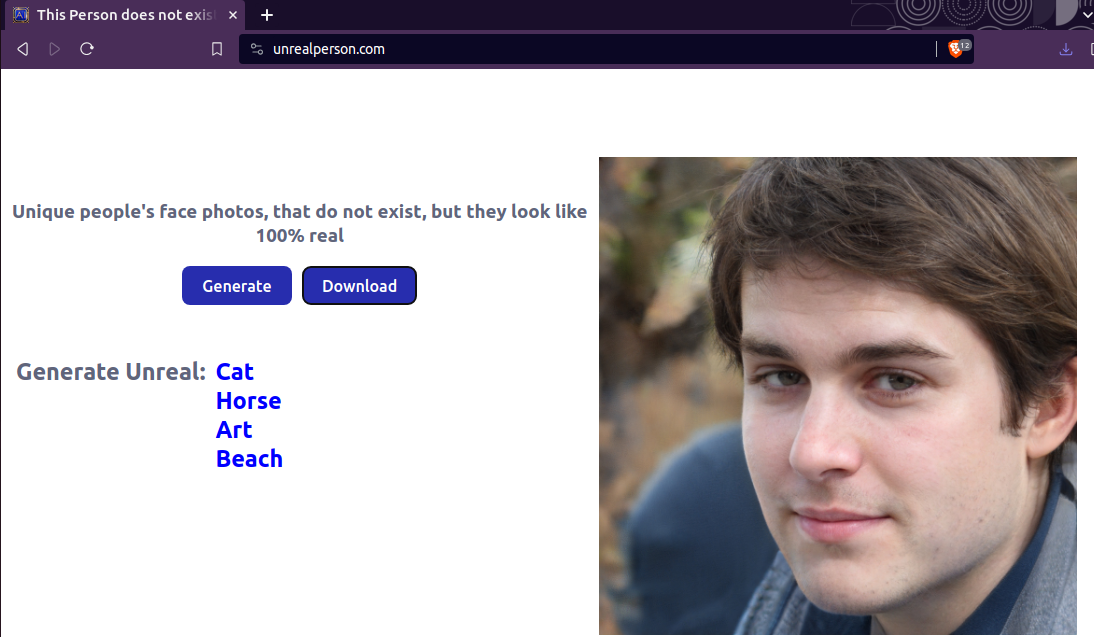 This Person does not exis
unrealperson.com
12
Unique people's face photos, that do not exist, but they look like
100% real
Generate Download
Generate Unreal: Cat
Horse
Art
Beach